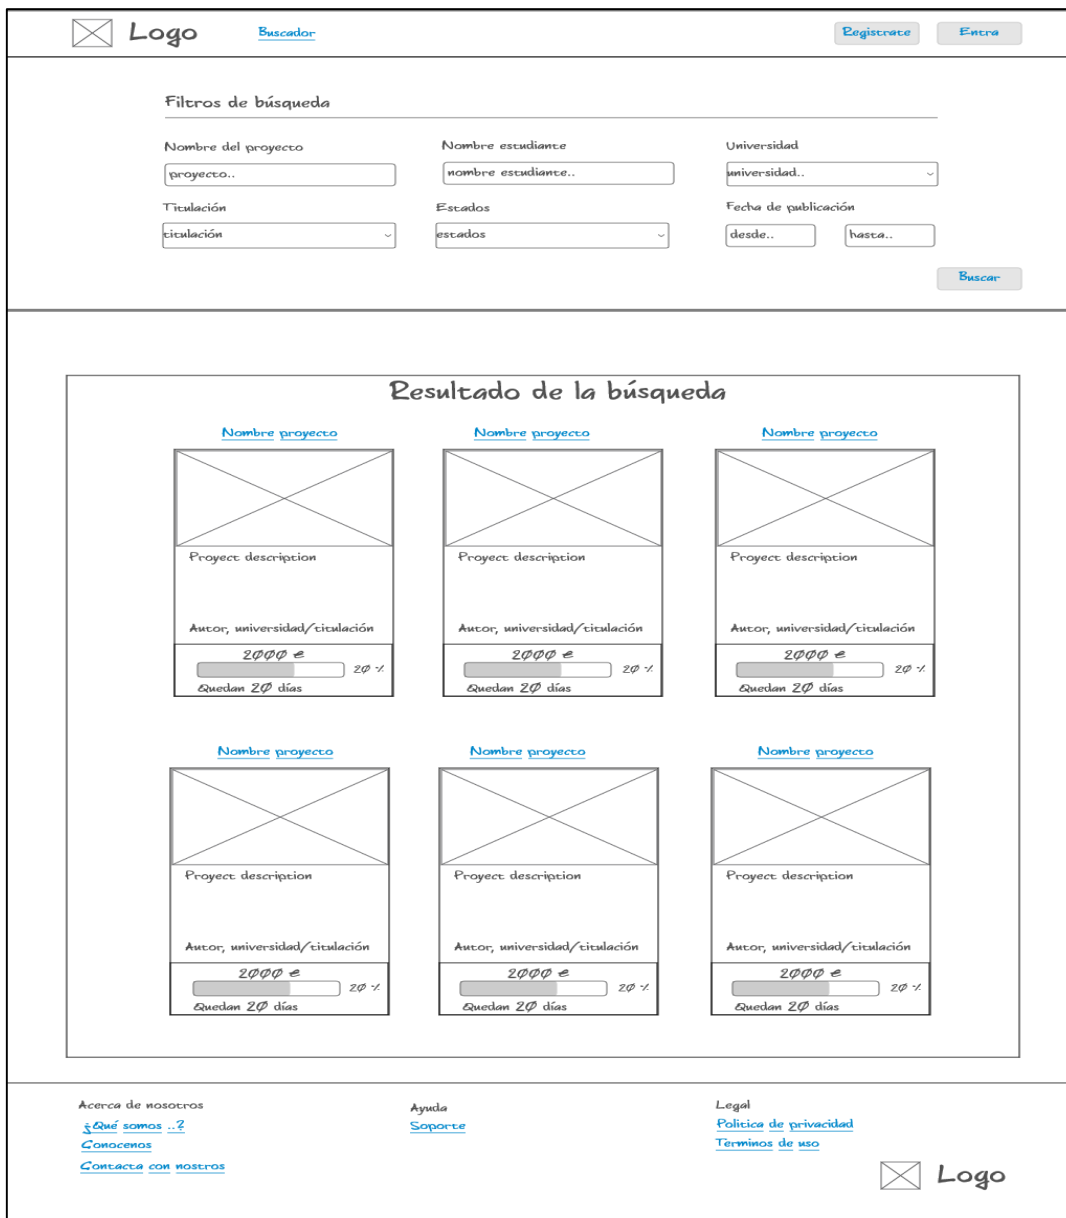 Logo
Buscador
Registrate
Entra
Filtros de búsqueda
Nombre del proyecto
Nombre estudiante
Universidad
proyecto..
nombre estudiante..
universidad..
Titulación
Estados
Fecha de publicación
titulación
estados
desde..
hasta..
Buscar
Resultado de la búsqueda
Nombre proyecto
Nombre proyecto
Nombre proyecto
Proyect description
Proyect description
Proyect description
Autor, universidad/titulación
Autor, universidad/titulación
Autor, universidad/titulación
2000 €
2000 €
2000 €
20 %
20 %
20 %
Quedan 20 días
Quedan 20 días
Quedan 20 días
Nombre proyecto
Nombre proyecto
Nombre proyecto
Proyect description
Proyect description
Proyect description
Autor, universidad/titulación
Autor, universidad/titulación
Autor, universidad/titulación
2000 €
2000 €
2000 €
20 %
20 %
20 %
Quedan 20 días
Quedan 20 días
Quedan 20 días
Acerca de nosotros
¿Qué somos ..?
Conocenos
Contacta con nostros
Ayuda
Soporte
Legal
Politica de privacidad
Terminos de uso
Logo